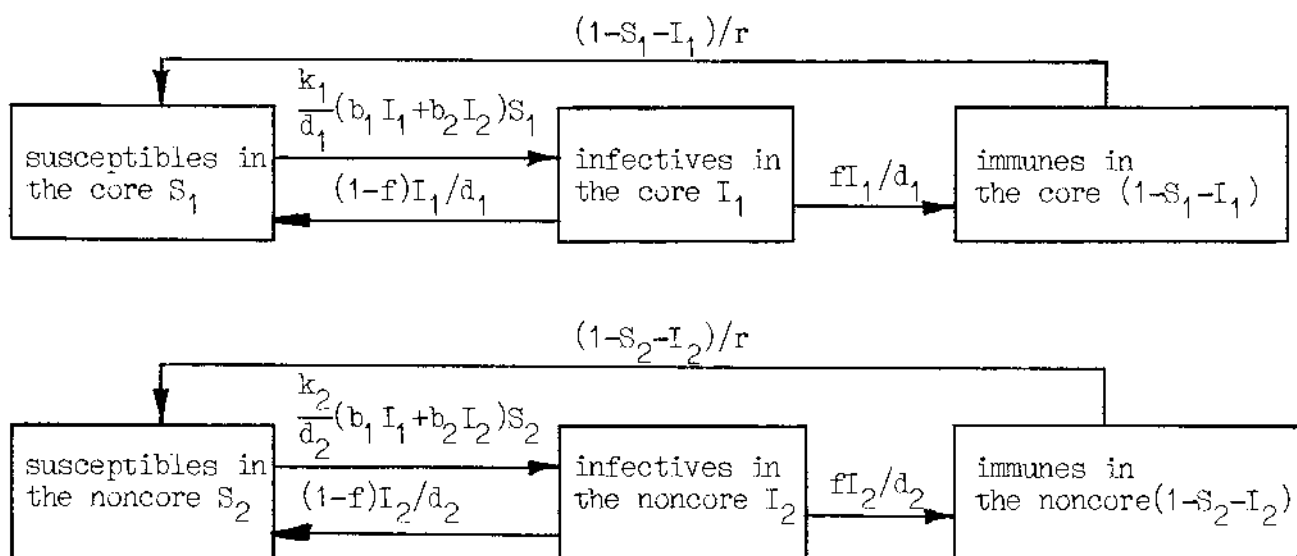 (1-S₁-I₁)/r
k₁/d₁(b₁I₁+b₂I₂)S₁
susceptibles in
the core S₁
(1-f)I₁/d₁
infectives in
the core I₁
fI₁/d₁
immunes in
the core (1-S₁-I₁)
(1-S₂-I₂)/r
k₂/d₂(b₁I₁+b₂I₂)S₂
susceptibles in
the noncore S₂
(1-f)I₂/d₂
infectives in
the noncore I₂
fI₂/d₂
immunes in
the noncore(1-S₂-I₂)